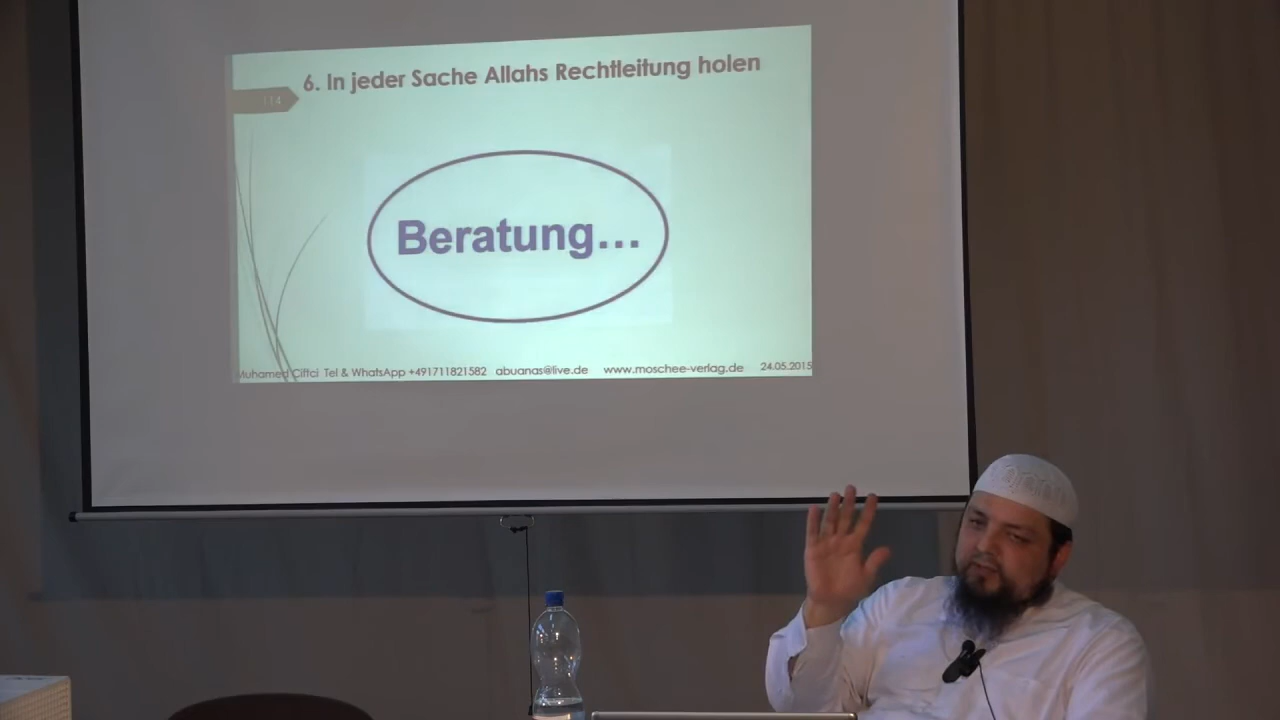 6. In jeder Sache Allahs Rechtleitung holen
114
Beratung...
Muhamed Ciftci Tel & WhatsApp +491711821582 abuanas@live.de www.moschee-verlag.de 24.05.2015